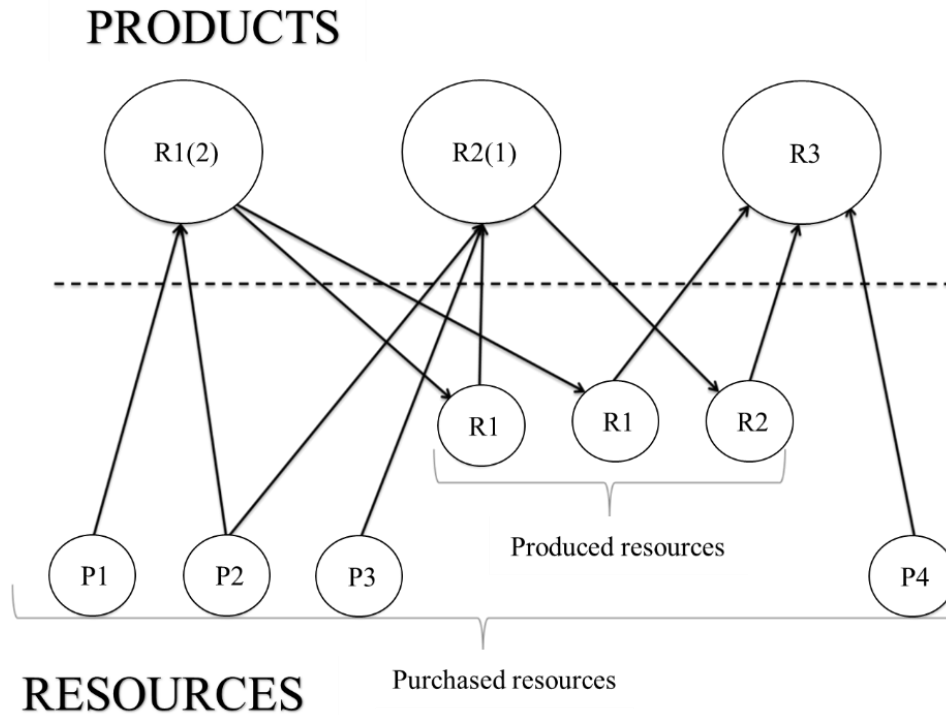 PRODUCTS
R1(2)
R2(1)
R3
R1
R1
R2
Produced resources
P1
P2
P3
P4
Purchased resources
RESOURCES